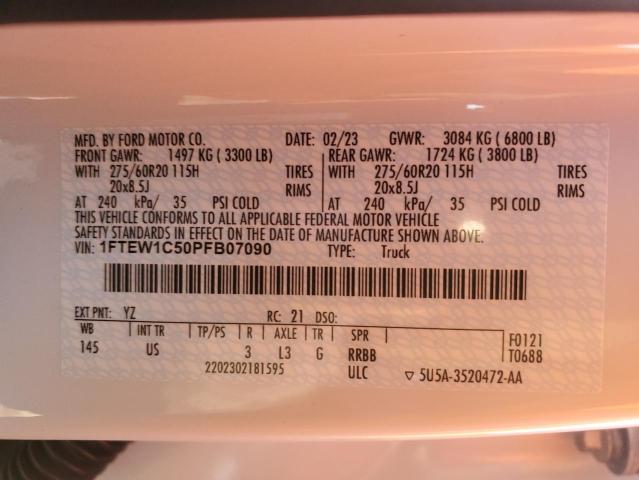 MFD. BY FORD MOTOR CO. DATE: 02/23 GVWR: 3084 KG ( 6800 LB)
FRONT GAWR: 1497 KG ( 3300 LB) REAR GAWR: 1724 KG ( 3800 LB)
WITH 275/60R20 115H TIRES WITH 275/60R20 115H TIRES
20x8.5J RIMS 20x8.5J RIMS
AT 240 kPa/ 35 PSI COLD AT 240 kPa/ 35 PSI COLD
THIS VEHICLE CONFORMS TO ALL APPLICABLE FEDERAL MOTOR VEHICLE
SAFETY STANDARDS IN EFFECT ON THE DATE OF MANUFACTURE SHOWN ABOVE.
VIN: 1FTEW1C50PFB07090 TYPE: Truck
EXT PNT: YZ RC: 21 DSO:
WB INT TR TP/PS R AXLE TR SPR F0121
145 US 3 L3 G RRBB T0688
2202302181595 ULC ▽ 5U5A-3520472-AA